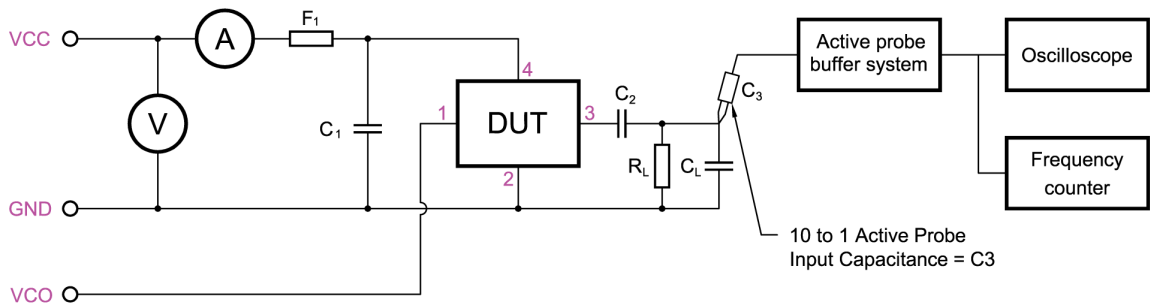 VCC
A
F1
4
Active probe
buffer system
Oscilloscope
V
C1
1
DUT
3
C2
C3
2
RL
CL
Frequency
counter
GND
10 to 1 Active Probe
Input Capacitance = C3
VCO